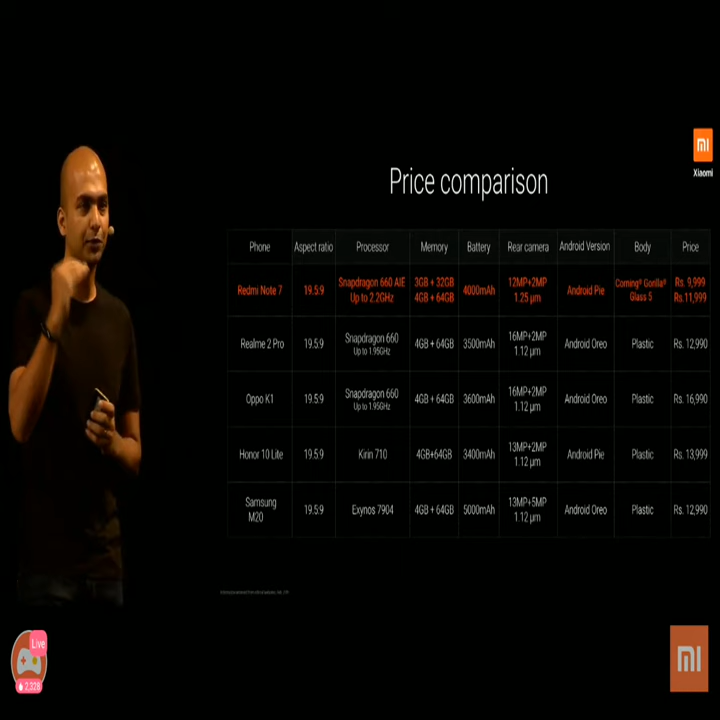 mi
Xiaomi
Price comparison
Phone Aspect ratio Processor Memory Battery Rear camera Android Version Body Price
Redmi Note 7 19.5:9 Snapdragon 660 AIE 3GB + 32GB 4000mAh 12MP+2MP Android Pie Corning® Gorilla® Rs. 9,999
Up to 2.2GHz 4GB + 64GB 1.25 µm Glass 5 Rs.11,999
Realme 2 Pro 19.5:9 Snapdragon 660 4GB + 64GB 3500mAh 16MP+2MP Android Oreo Plastic Rs. 12,990
Up to 1.95GHz 1.12 µm
Oppo K1 19.5:9 Snapdragon 660 4GB + 64GB 3600mAh 16MP+2MP Android Oreo Plastic Rs. 16,990
Up to 1.95GHz 1.12 µm
Honor 10 Lite 19.5:9 Kirin 710 4GB+64GB 3400mAh 13MP+2MP Android Pie Plastic Rs. 13,999
1.12 µm
Samsung 19.5:9 Exynos 7904 4GB + 64GB 5000mAh 13MP+5MP Android Oreo Plastic Rs. 12,990
M20 1.12 µm
Live
2,328
mi